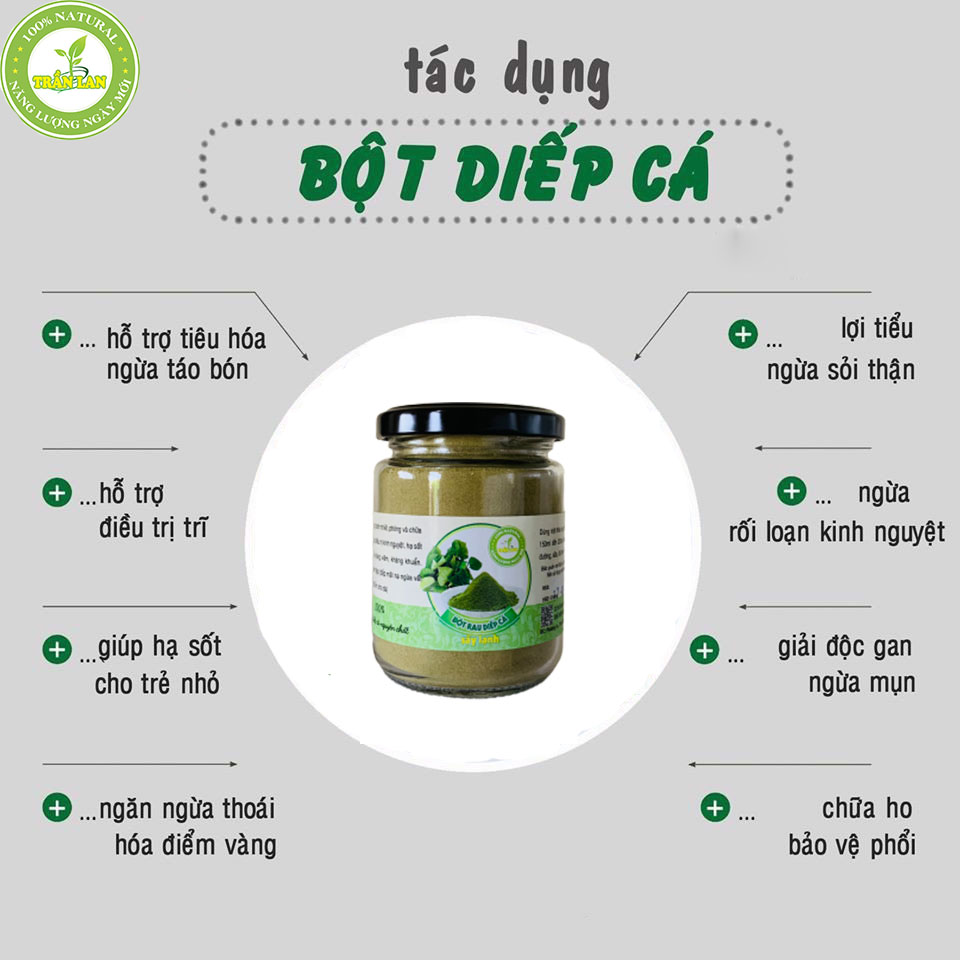 100% NATURAL
TRẦN LAN
NĂNG LƯỢNG NGÀY MỚI
tác dụng
BỘT DIẾP CÁ
... hỗ trợ tiêu hóa
ngừa táo bón
...hỗ trợ
điều trị trĩ
...giúp hạ sốt
cho trẻ nhỏ
...ngăn ngừa thoái
hóa điểm vàng
... lợi tiểu
ngừa sỏi thận
... ngừa
rối loạn kinh nguyệt
... giải độc gan
ngừa mụn
... chữa ho
bảo vệ phổi
100%
BỘT RAU DIẾP CÁ
sấy lạnh